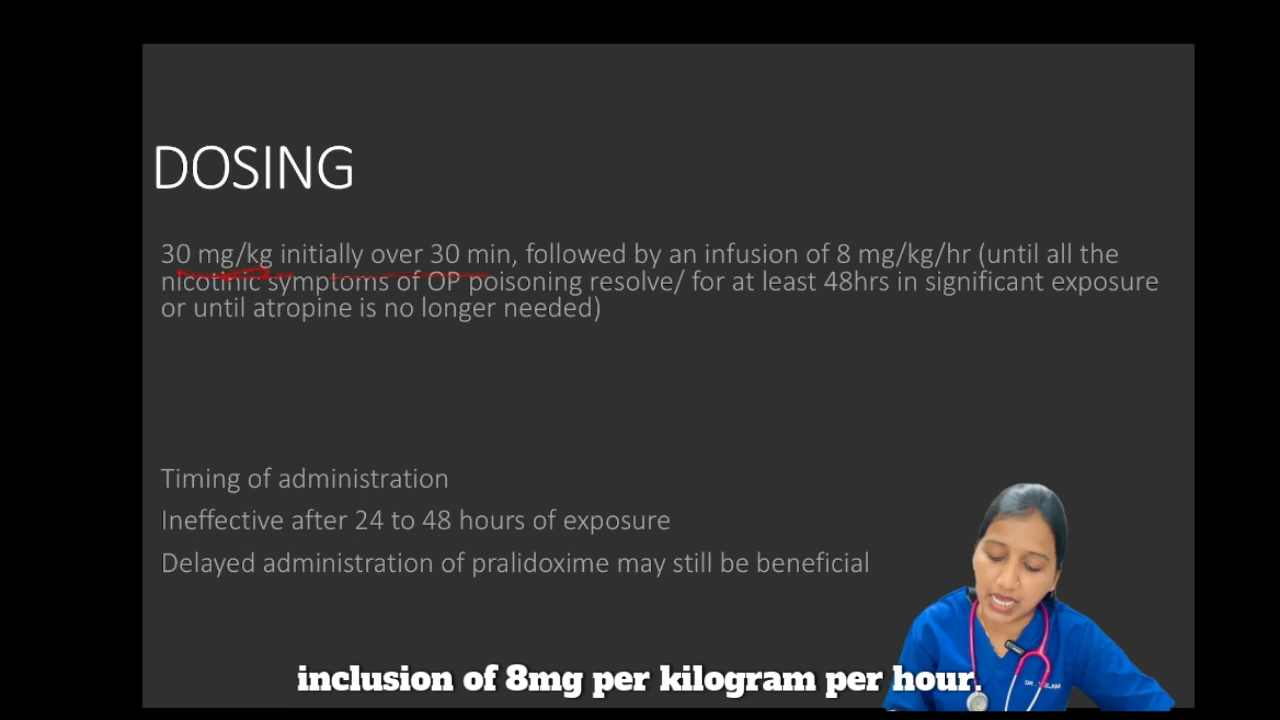 DOSING
30 mg/kg initially over 30 min, followed by an infusion of 8 mg/kg/hr (until all the
nicotinic symptoms of OP poisoning resolve/ for at least 48hrs in significant exposure
or until atropine is no longer needed)
Timing of administration
Ineffective after 24 to 48 hours of exposure
Delayed administration of pralidoxime may still be beneficial
inclusion of 8mg per kilogram per hour.
DR.